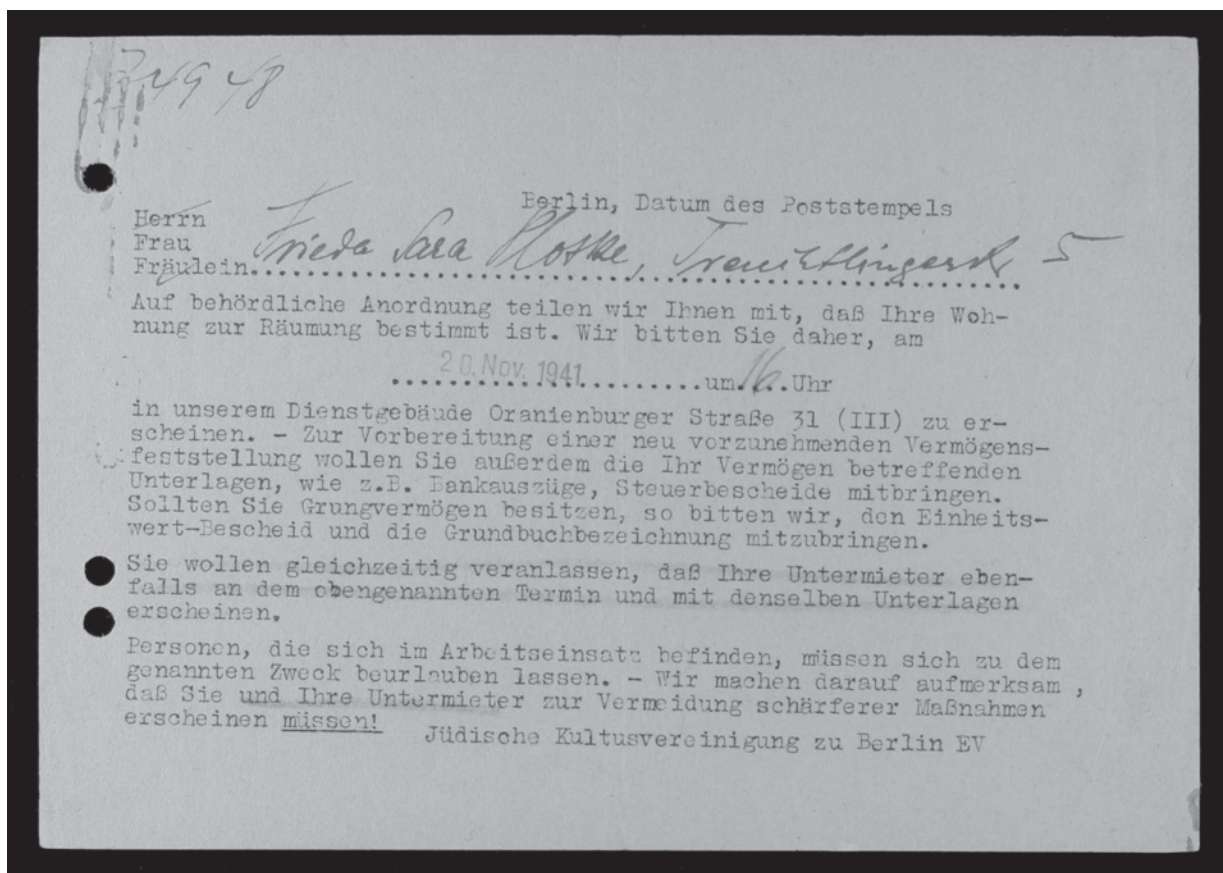 4948
Berlin, Datum des Poststempels
Herrn
Frau
Fräulein Frieda Sara Ploske, Treuchtlingerstr 5
Auf behördliche Anordnung teilen wir Ihnen mit, daß Ihre Woh-
nung zur Räumung bestimmt ist. Wir bitten Sie daher, am
20. Nov. 1941 um 16 Uhr
in unserem Dienstgebäude Oranienburger Straße 31 (III) zu er-
scheinen. - Zur Vorbereitung einer neu vorzunehmenden Vermögens-
feststellung wollen Sie außerdem die Ihr Vermögen betreffenden
Unterlagen, wie z.B. Bankauszüge, Steuerbescheide mitbringen.
Sollten Sie Grungvermögen besitzen, so bitten wir, den Einheits-
wert-Bescheid und die Grundbuchbezeichnung mitzubringen.
Sie wollen gleichzeitig veranlassen, daß Ihre Untermieter eben-
falls an dem obengenannten Termin und mit denselben Unterlagen
erscheinen.
Personen, die sich im Arbeitseinsatz befinden, müssen sich zu dem
genannten Zweck beurlauben lassen. - Wir machen darauf aufmerksam ,
daß Sie und Ihre Untermieter zur Vermeidung schärferer Maßnahmen
erscheinen müssen!
Jüdische Kultusvereinigung zu Berlin EV